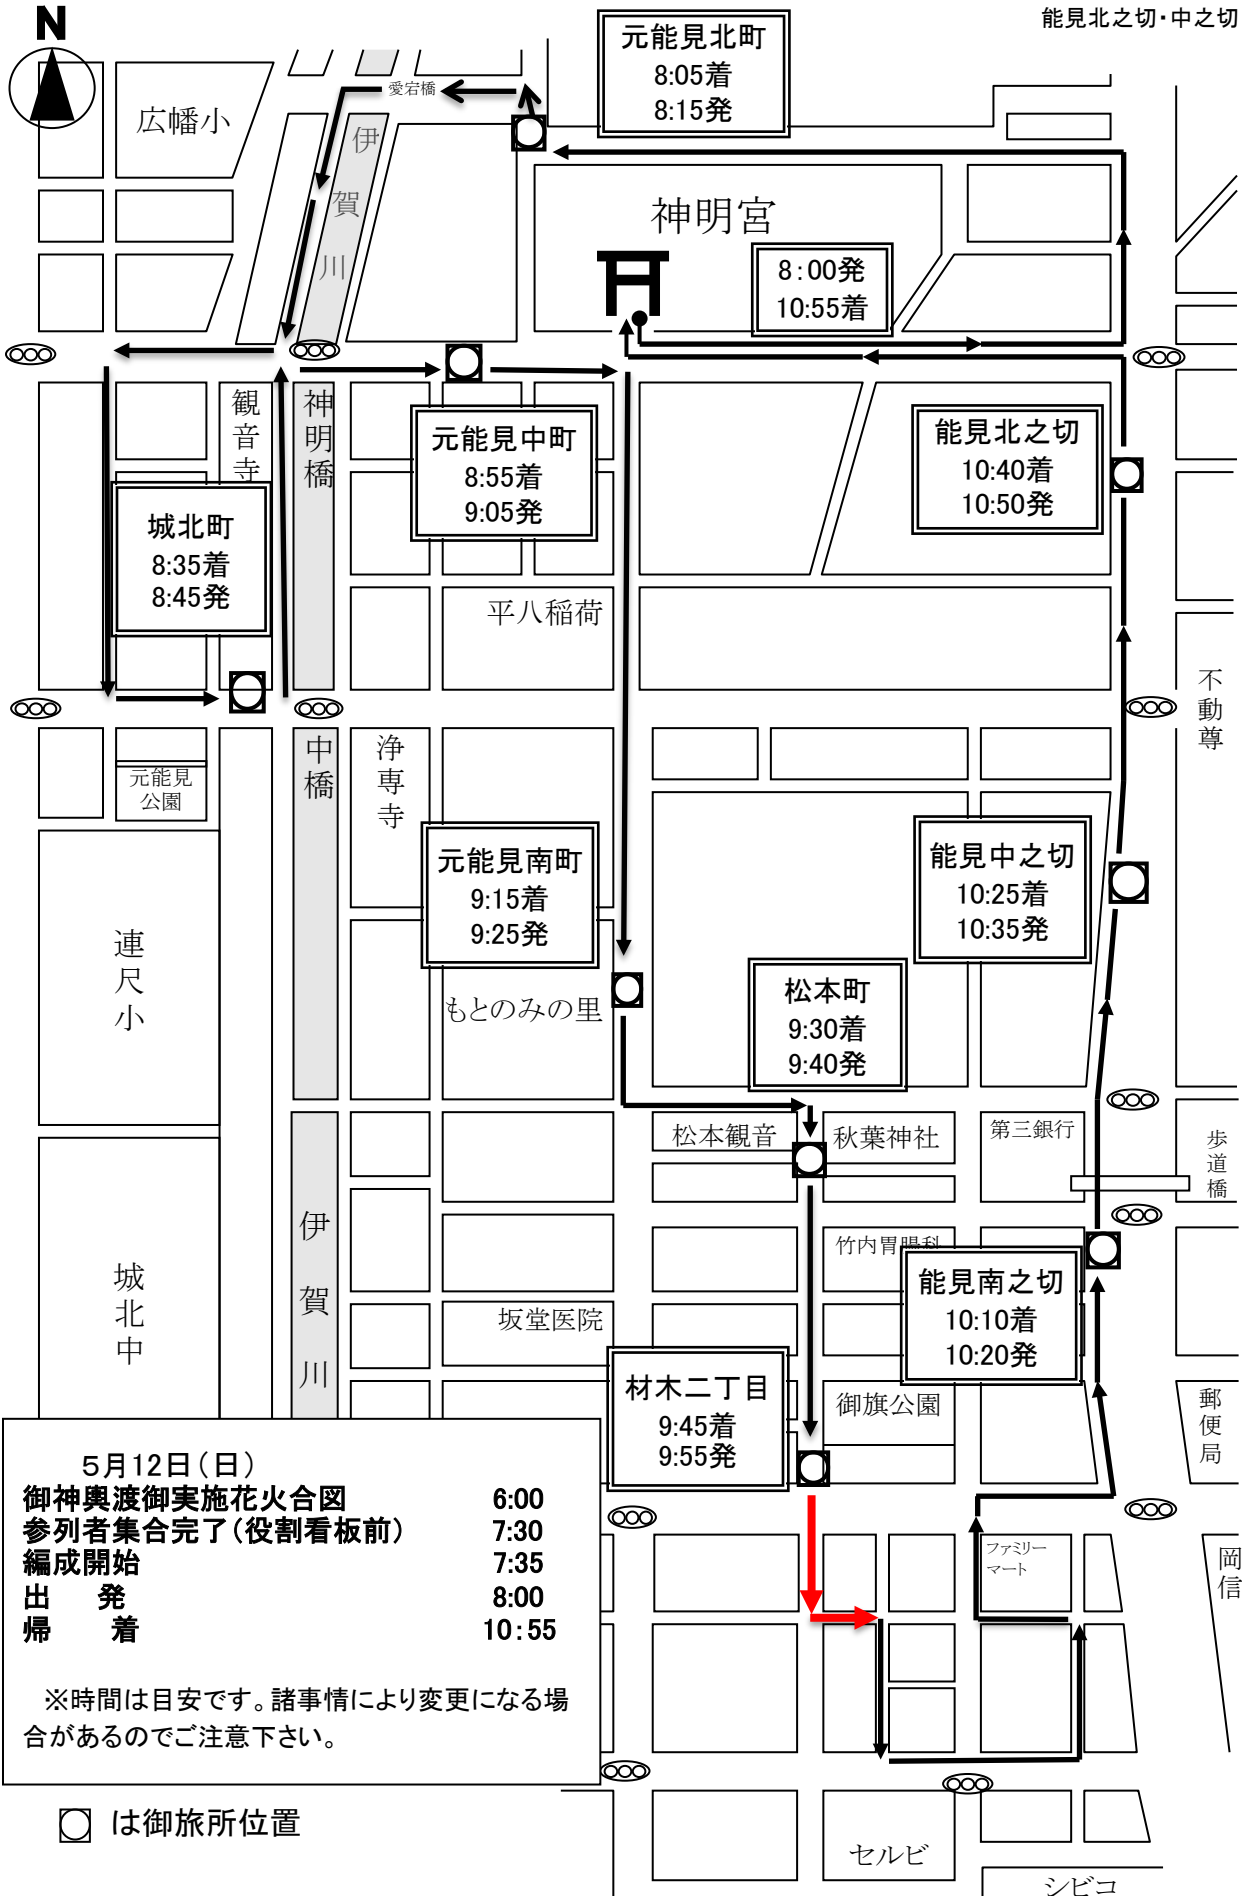 能見北之切・中之切
N
元能見北町
8:05着
8:15発
愛宕橋
広幡小
伊賀川
神明宮
8:00発
10:55着
観音寺
神明橋
元能見中町
8:55着
9:05発
能見北之切
10:40着
10:50発
城北町
8:35着
8:45発
平八稲荷
不動尊
中橋
浄専寺
元能見
公園
元能見南町
9:15着
9:25発
能見中之切
10:25着
10:35発
連尺小
もとのみの里
松本町
9:30着
9:40発
松本観音
秋葉神社
第三銀行
歩道橋
伊賀川
竹内胃腸科
城北中
坂堂医院
能見南之切
10:10着
10:20発
材木二丁目
9:45着
9:55発
御旗公園
郵便局
5月12日(日)
御神輿渡御実施花火合図 6:00
参列者集合完了(役割看板前) 7:30
編成開始 7:35
出 発 8:00
帰 着 10:55
※時間は目安です。諸事情により変更になる場
合があるのでご注意下さい。
ファミリー
マート
岡信
は御旅所位置
セルビ
シビコ